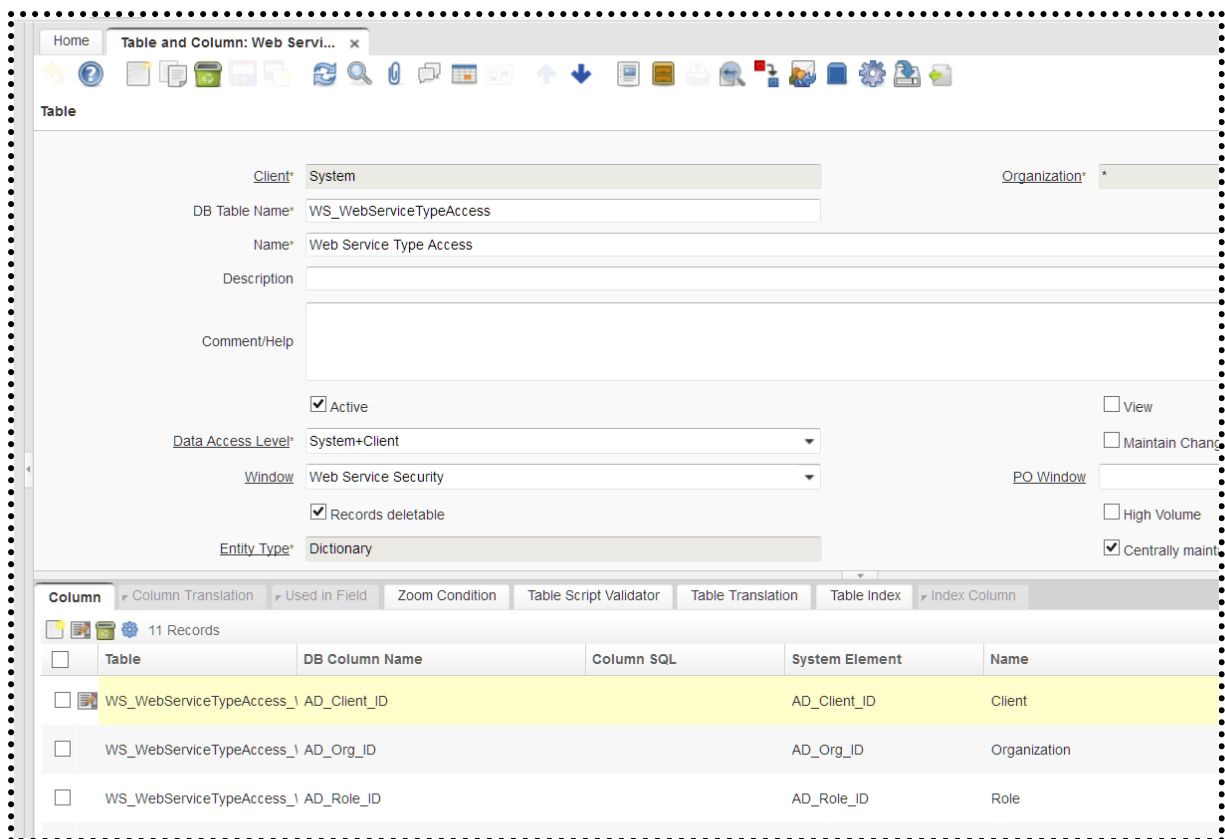 Home Table and Column: Web Servi... x
Table
Client* System Organization* *
DB Table Name* WS_WebServiceTypeAccess
Name* Web Service Type Access
Description
Comment/Help
Active View
Data Access Level* System+Client Maintain Chang
Window Web Service Security PO Window
Records deletable High Volume
Entity Type* Dictionary Centrally mainta
Column Column Translation Used in Field Zoom Condition Table Script Validator Table Translation Table Index Index Column
11 Records
Table DB Column Name Column SQL System Element Name
WS_WebServiceTypeAccess_ AD_Client_ID AD_Client_ID Client
WS_WebServiceTypeAccess_ AD_Org_ID AD_Org_ID Organization
WS_WebServiceTypeAccess_ AD_Role_ID AD_Role_ID Role